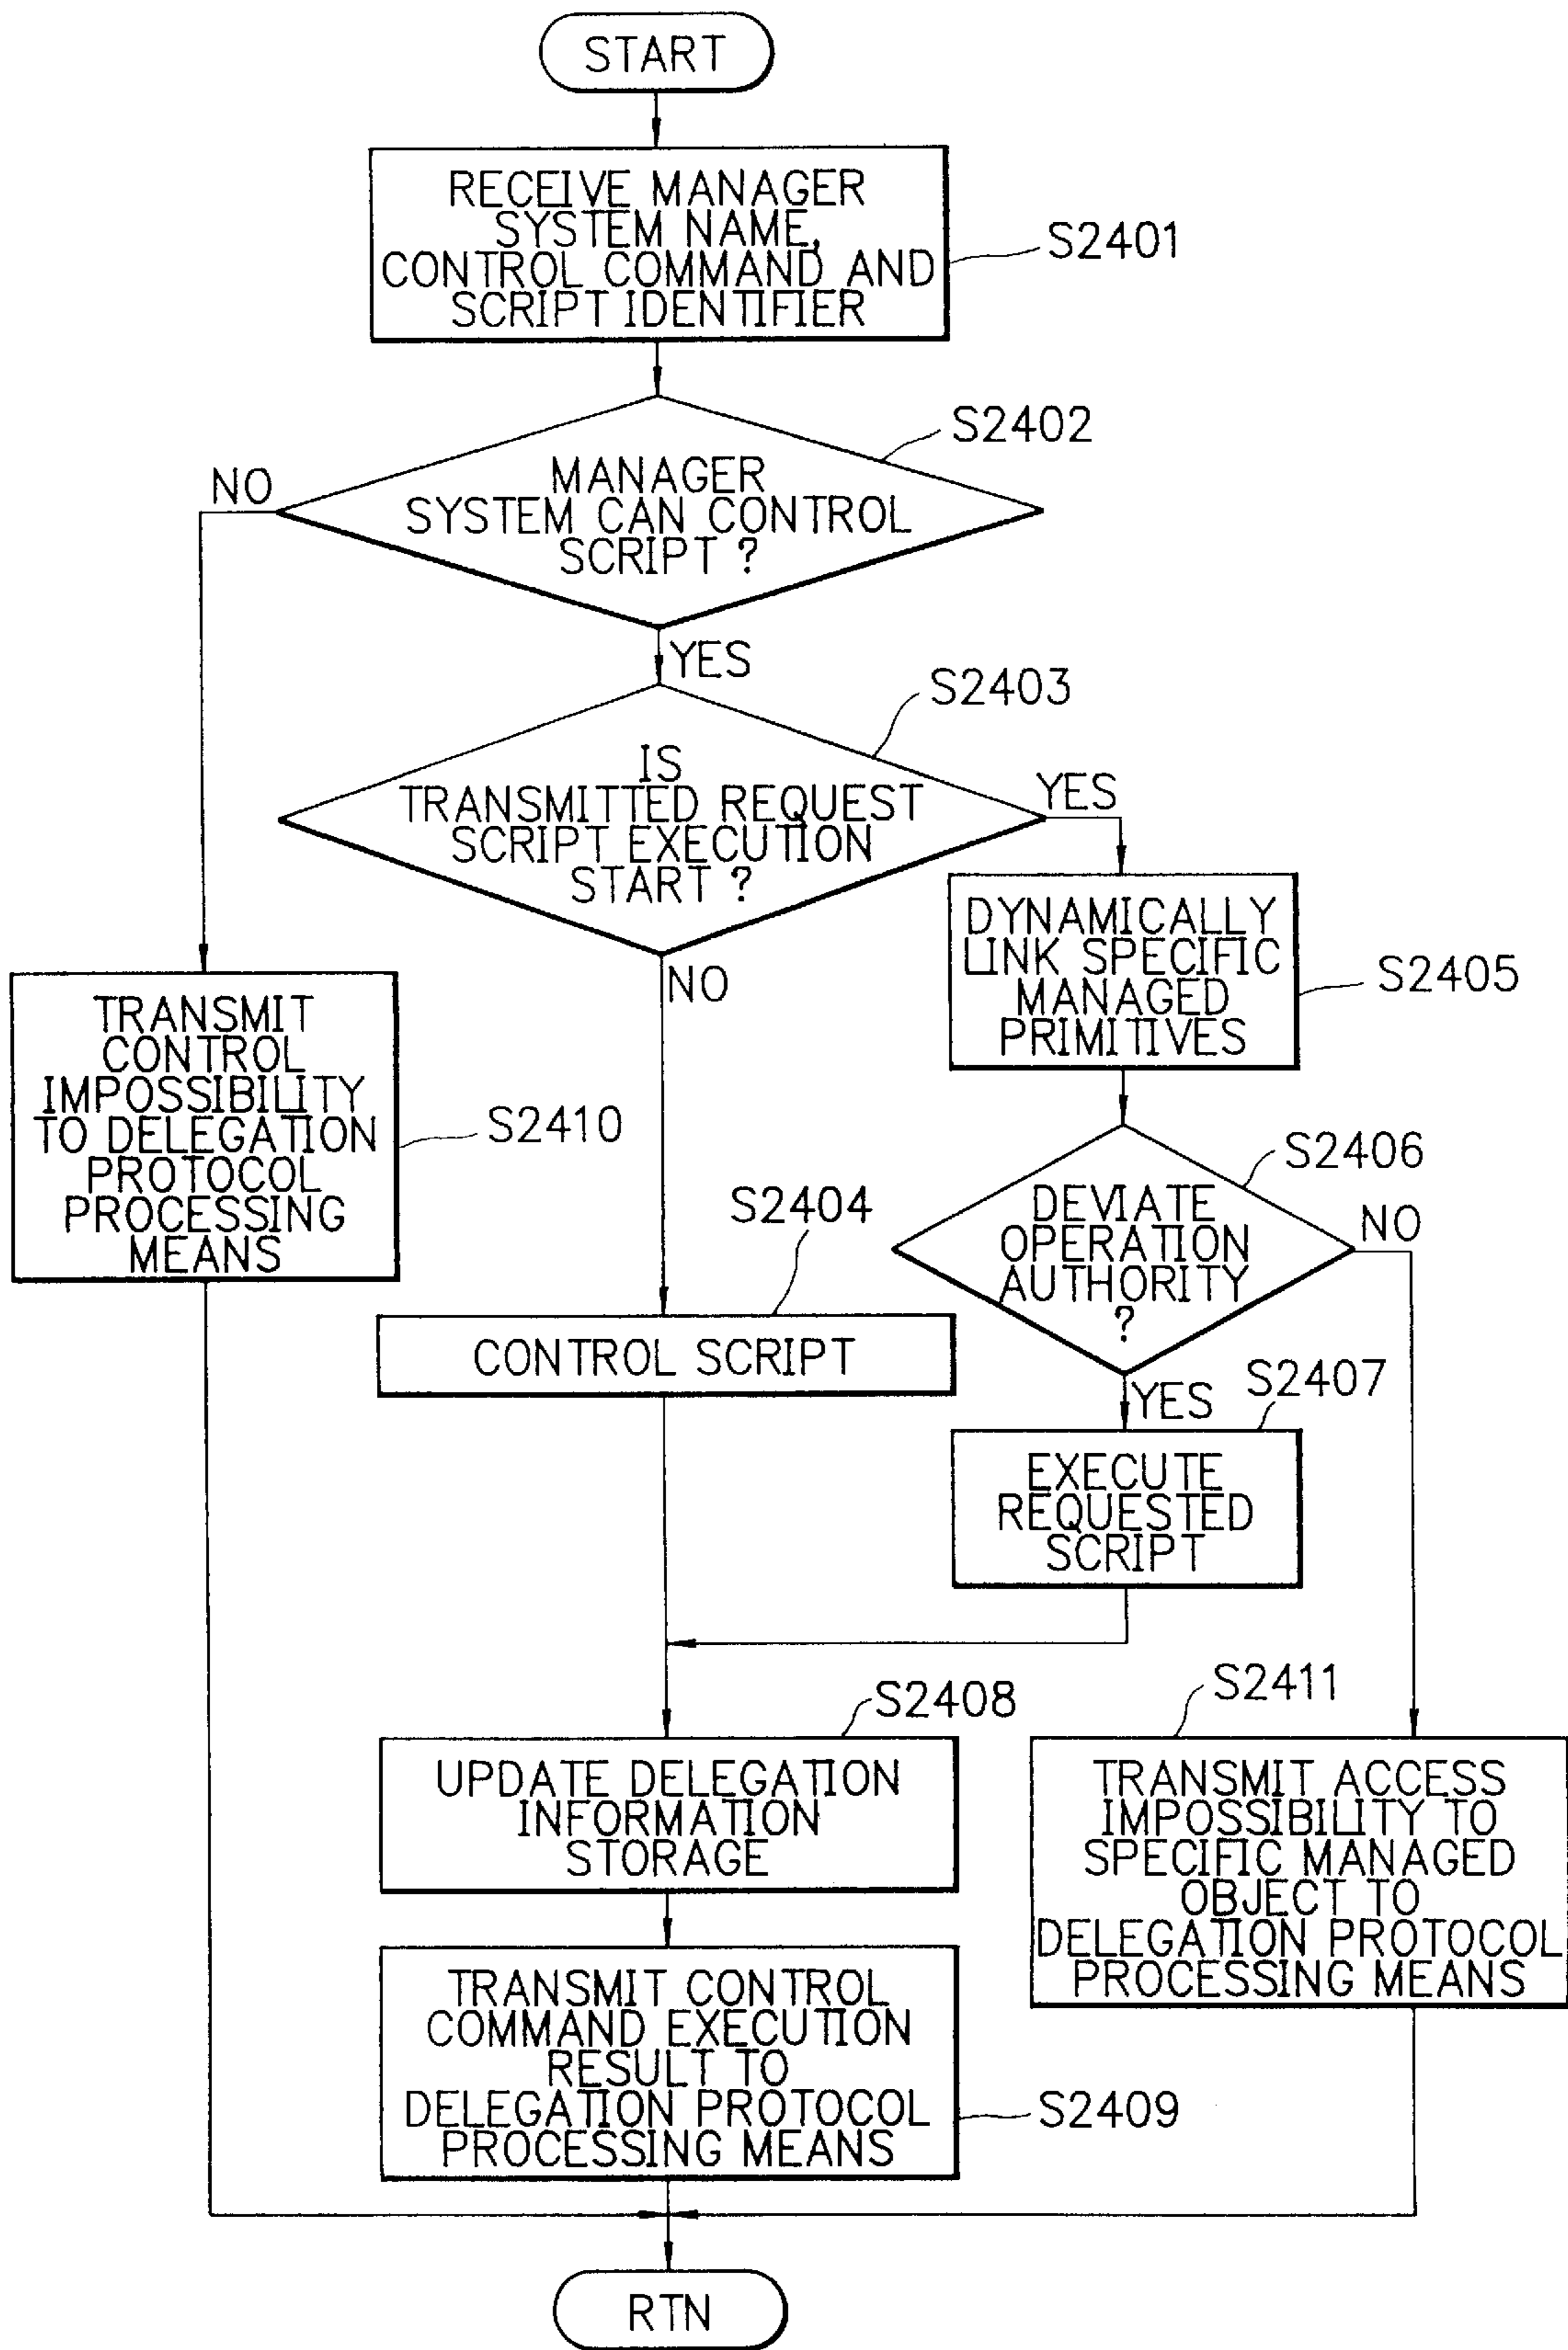 START
RECEIVE MANAGER
SYSTEM NAME,
CONTROL COMMAND AND
SCRIPT IDENTIFIER
S2401
S2402
NO
MANAGER
SYSTEM CAN CONTROL
SCRIPT ?
YES
S2403
IS
TRANSMITTED REQUEST
SCRIPT EXECUTION
START ?
YES
NO
DYNAMICALLY
LINK SPECIFIC
MANAGED
PRIMITIVES
S2405
TRANSMIT
CONTROL
IMPOSSIBILITY
TO DELEGATION
PROTOCOL
PROCESSING
MEANS
S2410
S2406
DEVIATE
OPERATION
AUTHORITY
?
NO
YES
S2404
CONTROL SCRIPT
S2407
EXECUTE
REQUESTED
SCRIPT
S2408
UPDATE DELEGATION
INFORMATION
STORAGE
S2411
TRANSMIT ACCESS
IMPOSSIBILITY TO
SPECIFIC MANAGED
OBJECT TO
DELEGATION PROTOCOL
PROCESSING MEANS
TRANSMIT CONTROL
COMMAND EXECUTION
RESULT TO
DELEGATION PROTOCOL
PROCESSING MEANS
S2409
RTN